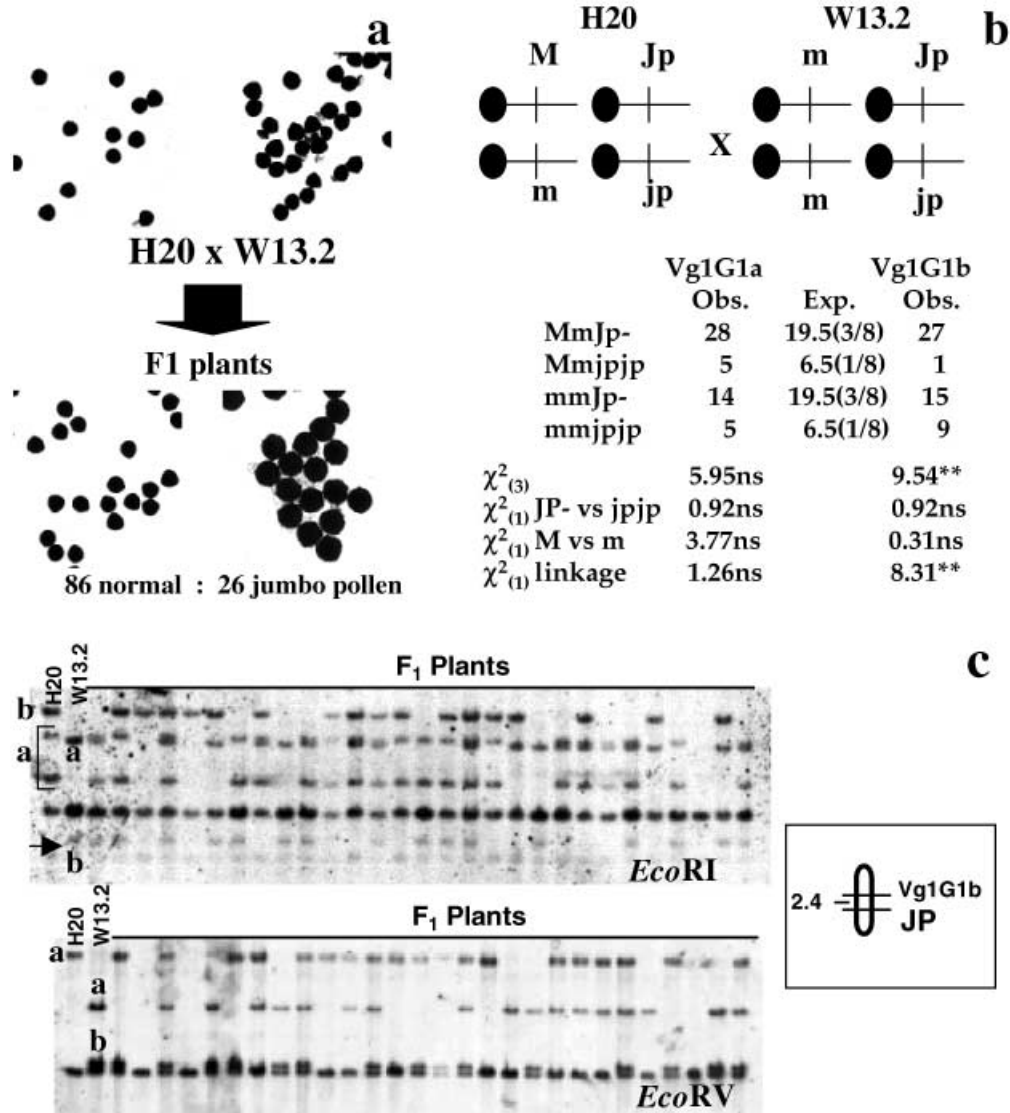 a
H20 x W13.2
F1 plants
86 normal : 26 jumbo pollen
b
H20 W13.2
M Jp m Jp
X
m jp m jp
Vg1G1a Vg1G1b
Obs. Exp. Obs.
MmJp- 28 19.5(3/8) 27
Mmjpjp 5 6.5(1/8) 1
mmJp- 14 19.5(3/8) 15
mmjpjp 5 6.5(1/8) 9
χ²(3) 5.95ns 9.54**
χ²(1) JP- vs jpjp 0.92ns 0.92ns
χ²(1) M vs m 3.77ns 0.31ns
χ²(1) linkage 1.26ns 8.31**
c
H20
W13.2
F₁ Plants
b
a
a
b
EcoRI
H20
W13.2
F₁ Plants
a
a
b
EcoRV
2.4
Vg1G1b
JP